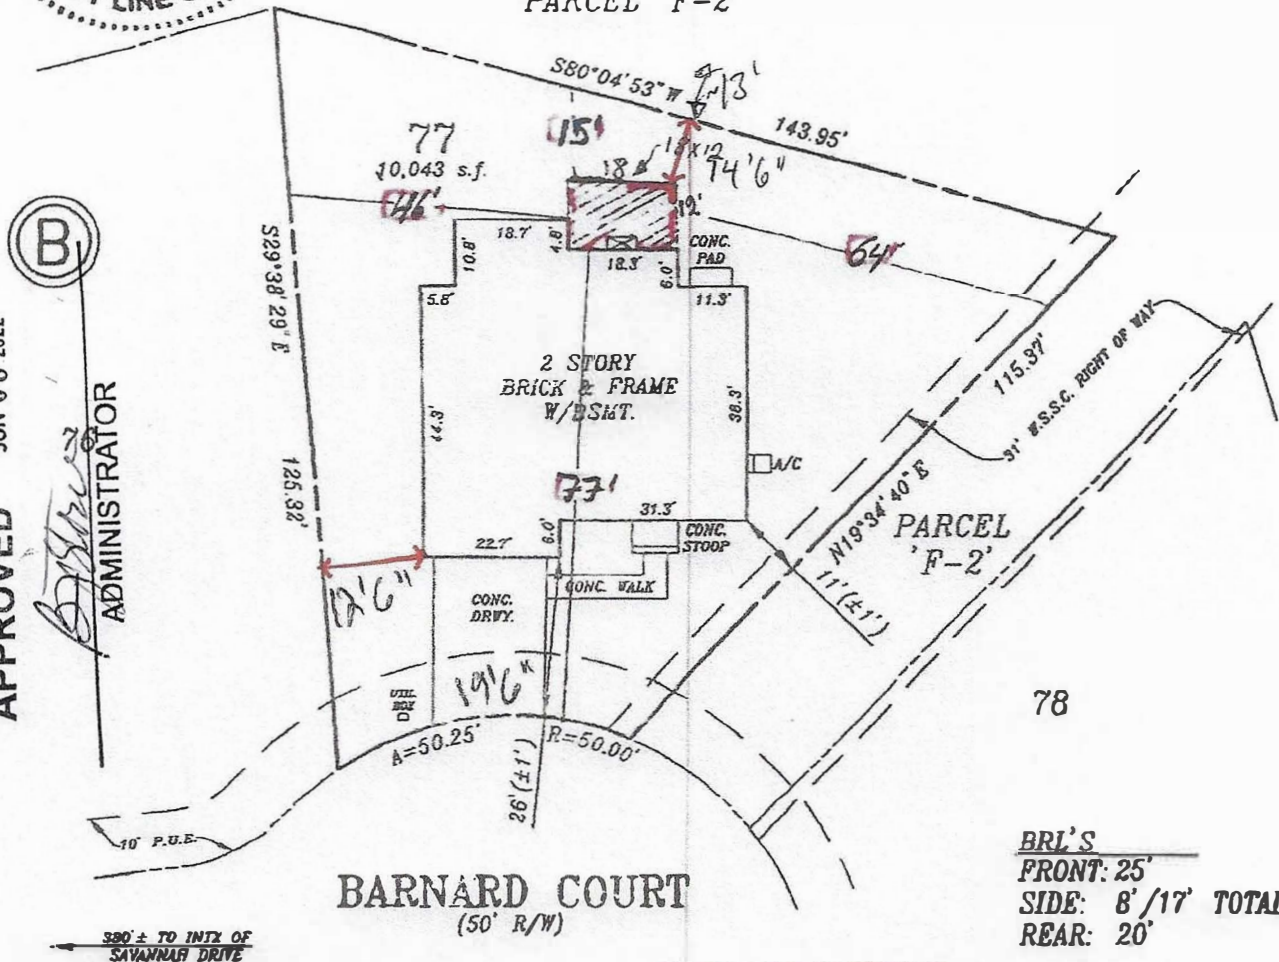 LINE
PARCEL 'F-2'
S80°04'53" W
~13'
143.95'
77
10,043 s.f.
15'
18x12
18
14'6"
12'
46'
64'
B
18.7'
4.8'
10.8'
18.3'
6.0'
CONC.
PAD
5.8'
11.3'
S29°38'29" E
125.32'
2 STORY
BRICK & FRAME
W/BSMT.
44.3'
38.3'
115.37'
31' W.S.S.C. RIGHT OF WAY
N19°34'40" E
A/C
77'
31.3'
6.0'
22.7'
CONC.
STOOP
CONC. WALK
CONC.
DRWY.
PARCEL
'F-2'
11'(±1')
12'6"
19'6"
UTIL
BOX
A=50.25'
R=50.00'
26'(±1')
10' P.U.E.
78
APPROVED
ADMINISTRATOR
BARNARD COURT
(50' R/W)
380'± TO INTX OF
SAVANNAH DRIVE
BRL'S
FRONT: 25'
SIDE: 8'/17' TOTAL
REAR: 20'